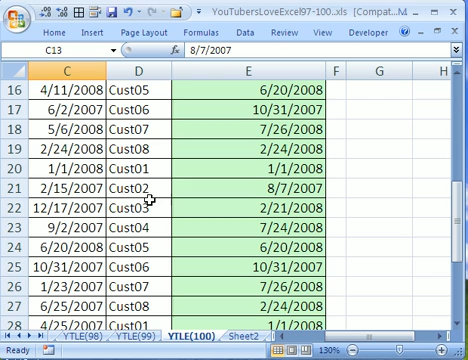 YouTubersLoveExcel97-100..xls [Compat...
Home Insert Page Layout Formulas Data Review View Developer
C13 fx 8/7/2007
C D E F G H
16 4/11/2008 Cust05 6/20/2008
17 6/2/2007 Cust06 10/31/2007
18 5/6/2008 Cust07 7/26/2008
19 2/24/2008 Cust08 2/24/2008
20 1/1/2008 Cust01 1/1/2008
21 2/15/2007 Cust02 8/7/2007
22 12/17/2007 Cust03 2/21/2008
23 9/2/2007 Cust04 7/24/2008
24 6/20/2008 Cust05 6/20/2008
25 10/31/2007 Cust06 10/31/2007
26 1/23/2007 Cust07 7/26/2008
27 6/25/2007 Cust08 2/24/2008
28 4/25/2007 Cust01 1/1/2008
YTLE(98) YTLE(99) YTLE(100) Sheet2
Ready 130%